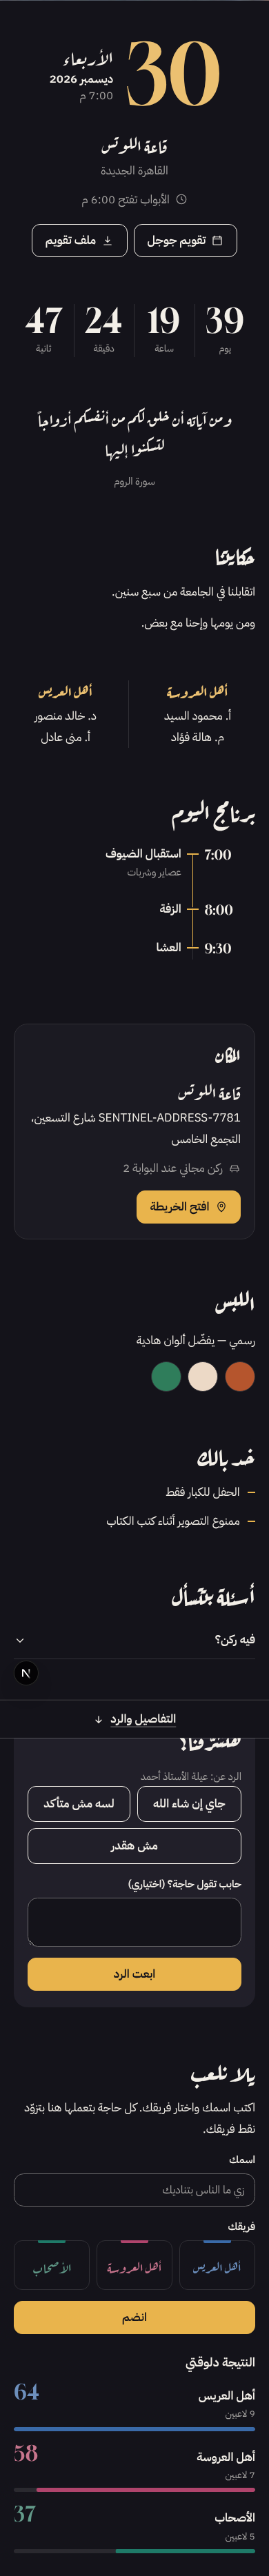 30
الأربعاء
ديسمبر 2026
7:00 م
قاعة اللوتس
القاهرة الجديدة
الأبواب تفتح 6:00 م
تقويم جوجل
ملف تقويم
39
يوم
19
ساعة
24
دقيقة
47
ثانية
ومن آياته أن خلق لكم من أنفسكم أزواجاً
لتسكنوا إليها
سورة الروم
حكايتنا
اتقابلنا في الجامعة من سبع سنين.
ومن يومها وإحنا مع بعض.
أهل العروسة
أ. محمود السيد
م. هالة فؤاد
أهل العريس
د. خالد منصور
أ. منى عادل
برنامج اليوم
7:00 استقبال الضيوف
عصاير وشربات
8:00 الزفة
9:30 العشا
المكان
قاعة اللوتس
SENTINEL-ADDRESS-7781 شارع التسعين،
التجمع الخامس
ركن مجاني عند البوابة 2
افتح الخريطة
اللبس
رسمي — يفضّل ألوان هادية
خد بالك
الحفل للكبار فقط
ممنوع التصوير أثناء كتب الكتاب
أسئلة بتتسأل
فيه ركن؟
N
التفاصيل والرد
هتشرّفنا؟
الرد عن: عيلة الأستاذ أحمد
جاي إن شاء الله
لسه مش متأكد
مش هقدر
حابب تقول حاجة؟ (اختياري)
ابعت الرد
يلا نلعب
اكتب اسمك واختار فريقك. كل حاجة بتعملها هنا بتزوّد
نقط فريقك.
اسمك
زي ما الناس بتناديك
فريقك
أهل العريس
أهل العروسة
الأصحاب
انضم
النتيجة دلوقتي
أهل العريس
64
9 لاعبين
أهل العروسة
58
7 لاعبين
الأصحاب
37
5 لاعبين